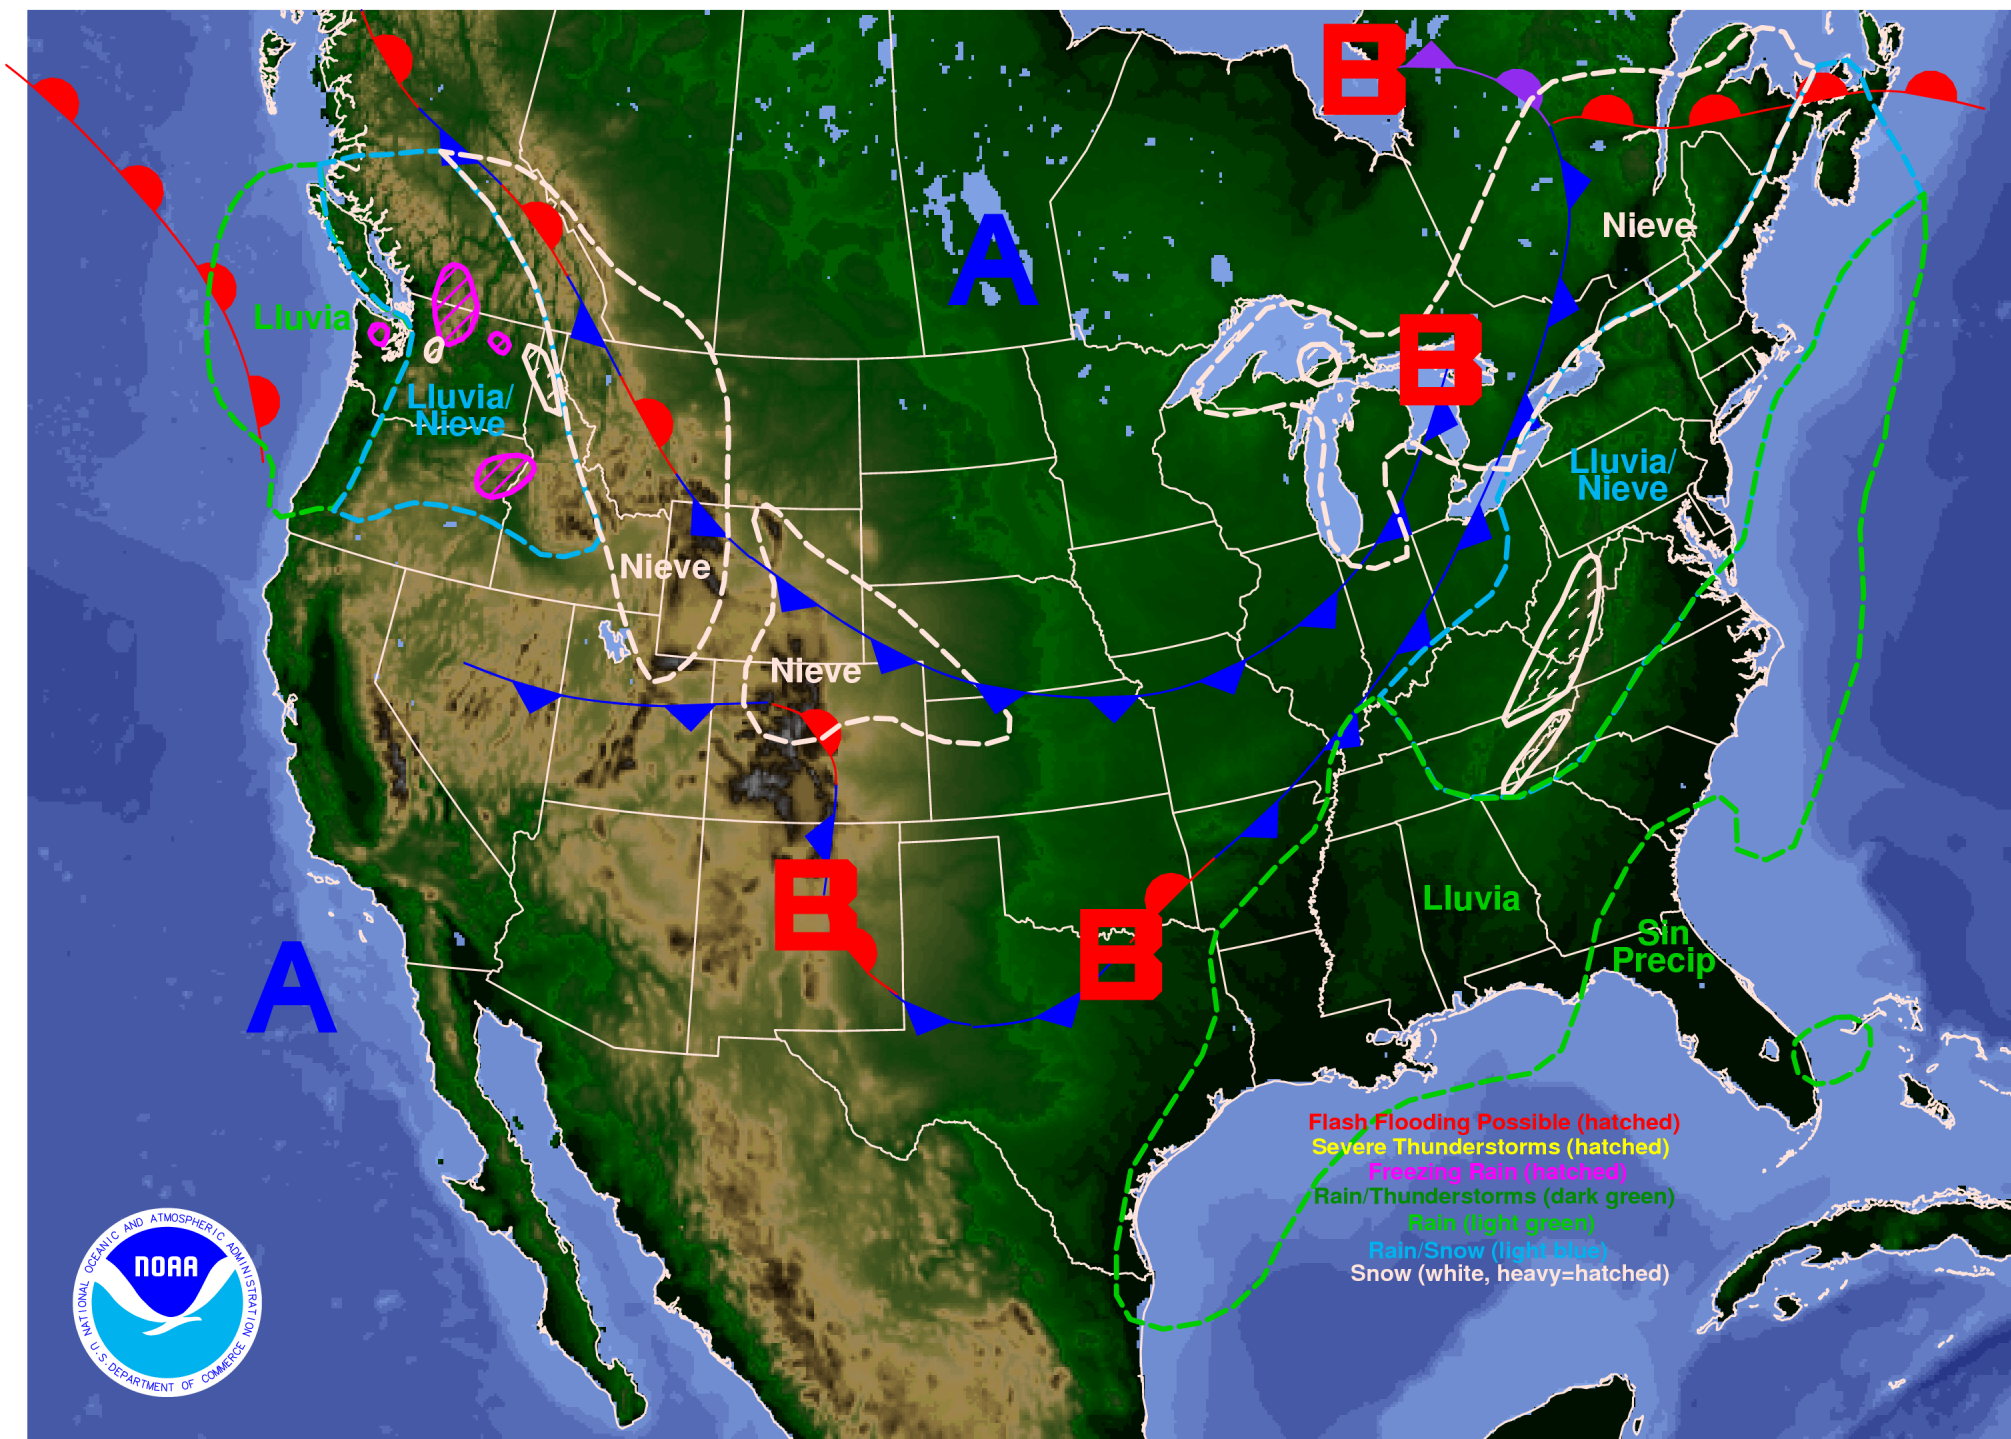 B
A
Nieve
Lluvia
B
Lluvia/
Nieve
Lluvia/
Nieve
Nieve
Nieve
B
Lluvia
B
Sin
Precip
A
Flash Flooding Possible (hatched)
Severe Thunderstorms (hatched)
Freezing Rain (hatched)
Rain/Thunderstorms (dark green)
Rain (light green)
Rain/Snow (light blue)
Snow (white, heavy=hatched)
NATIONAL OCEANIC AND ATMOSPHERIC ADMINISTRATION
NOAA
U.S. DEPARTMENT OF COMMERCE